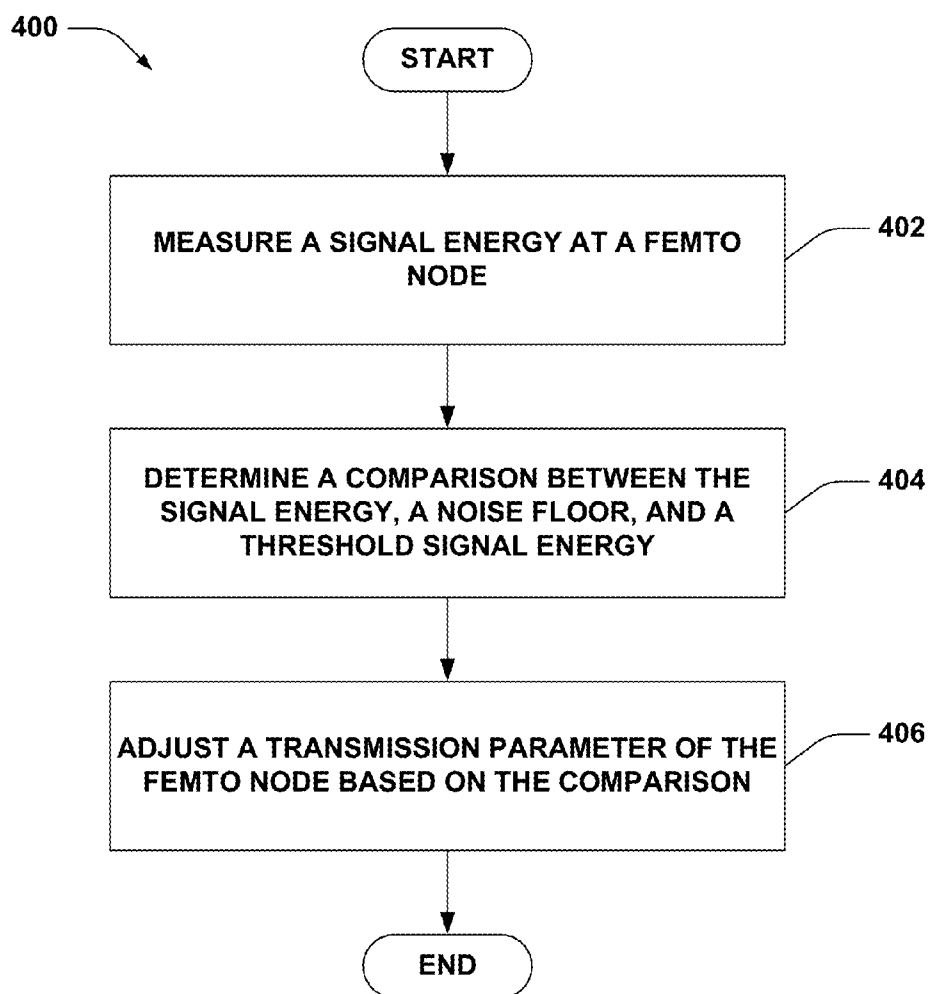 400
START
MEASURE A SIGNAL ENERGY AT A FEMTO
NODE
402
DETERMINE A COMPARISON BETWEEN THE
SIGNAL ENERGY, A NOISE FLOOR, AND A
THRESHOLD SIGNAL ENERGY
404
ADJUST A TRANSMISSION PARAMETER OF THE
FEMTO NODE BASED ON THE COMPARISON
406
END